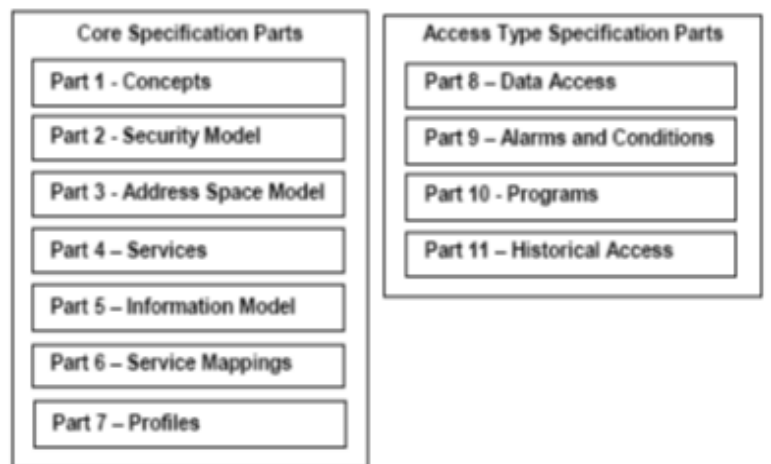 Core Specification Parts
Part 1 - Concepts
Part 2 - Security Model
Part 3 - Address Space Model
Part 4 – Services
Part 5 – Information Model
Part 6 – Service Mappings
Part 7 – Profiles
Access Type Specification Parts
Part 8 – Data Access
Part 9 – Alarms and Conditions
Part 10 - Programs
Part 11 – Historical Access